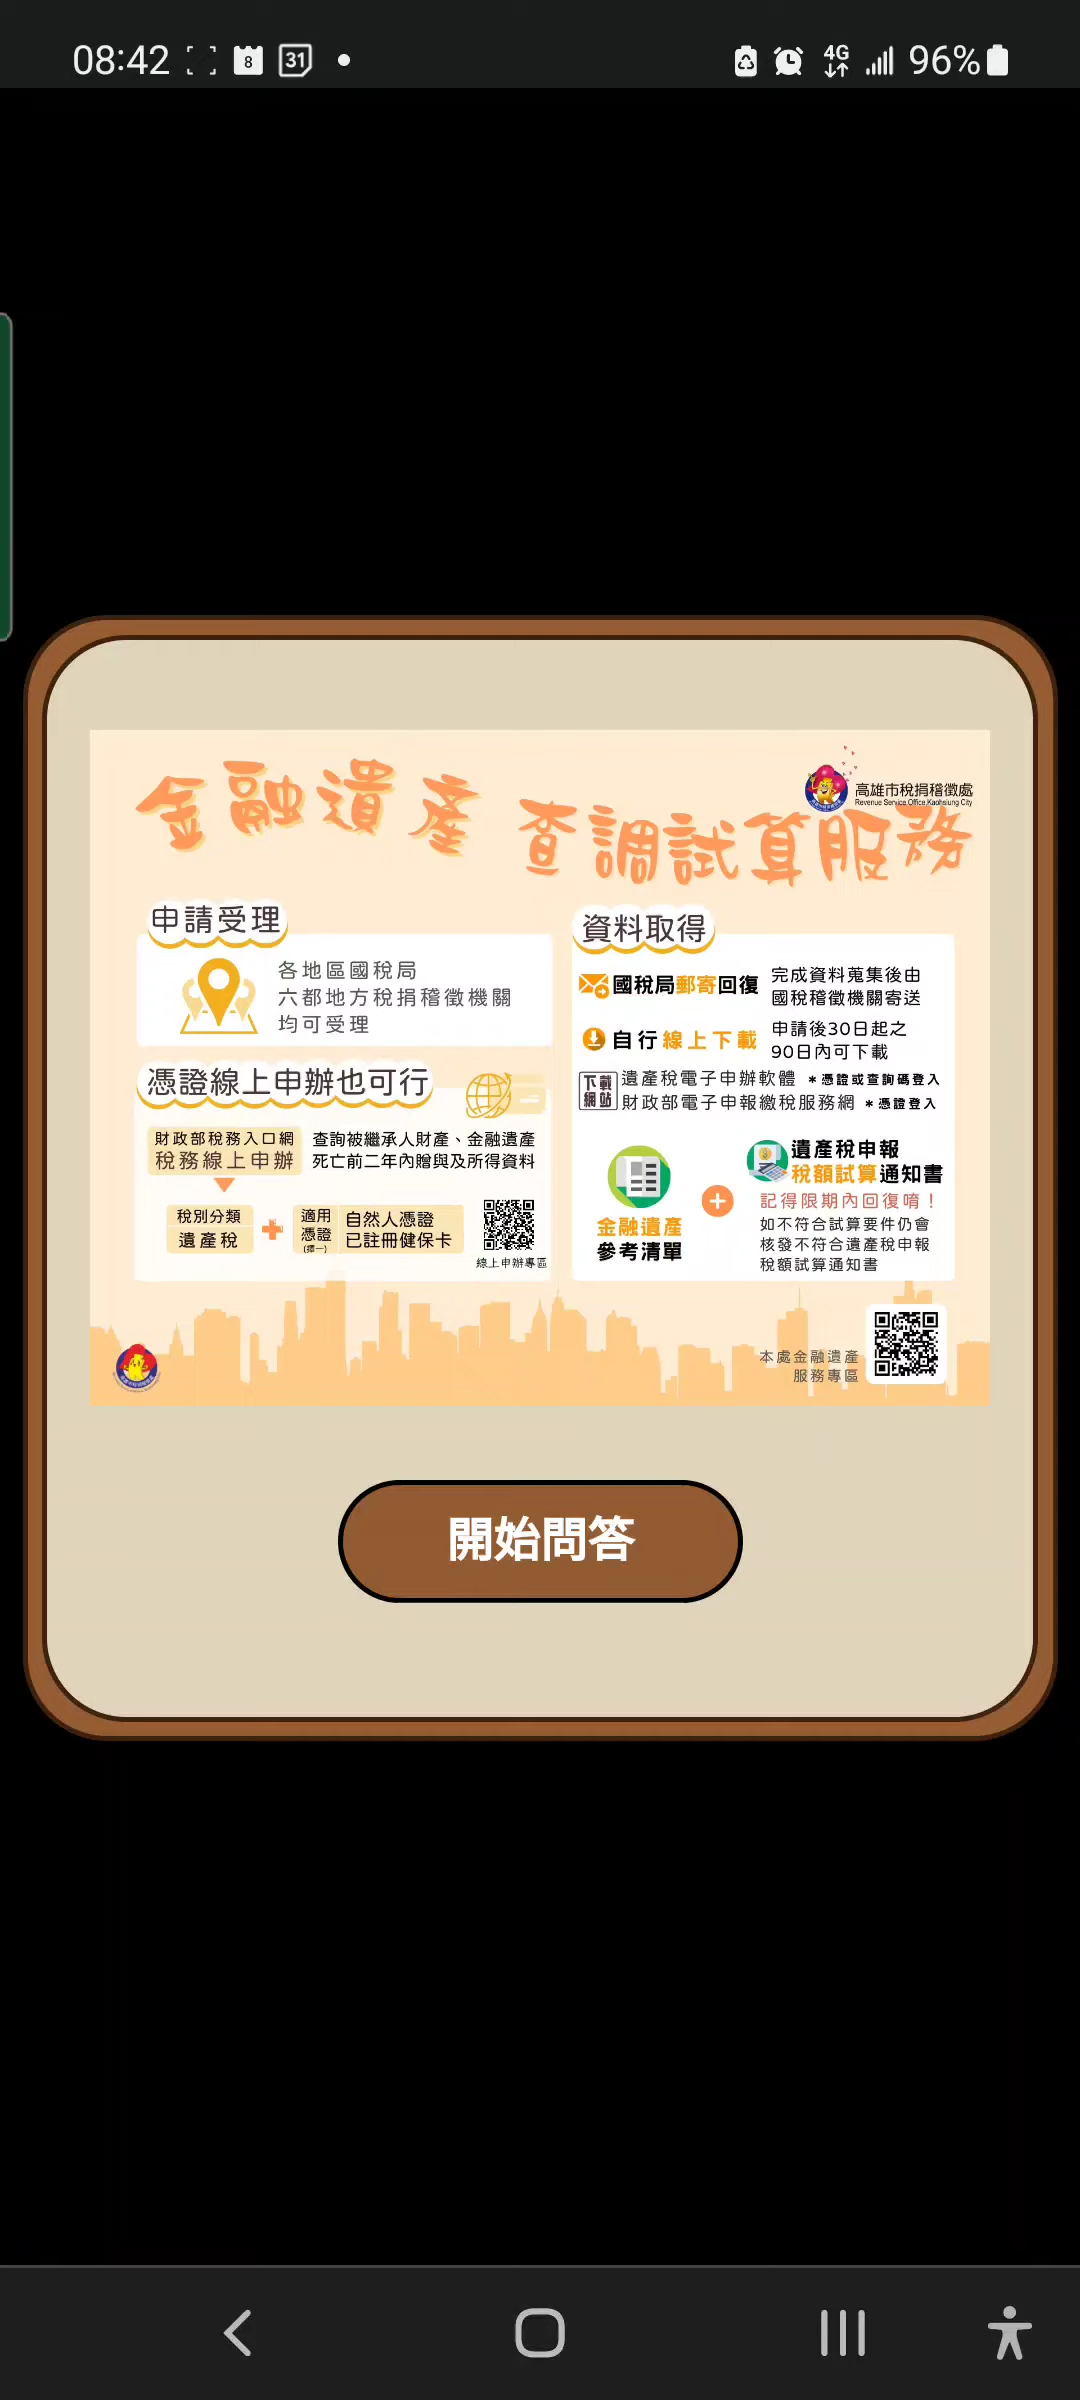 08:42
8
31
4G
96%
高雄市稅捐稽徵處
Revenue Service Office,Kaohsiung City
金融遺產 查調試算服務
申請受理
各地區國稅局
六都地方稅捐稽徵機關
均可受理
憑證線上申辦也可行
財政部稅務入口網
稅務線上申辦
查詢被繼承人財產、金融遺產
死亡前二年內贈與及所得資料
稅別分類
遺產稅
適用
憑證
(擇一)
自然人憑證
已註冊健保卡
線上申辦專區
資料取得
國稅局郵寄回復
完成資料蒐集後由
國稅稽徵機關寄送
自行線上下載
申請後30日起之
90日內可下載
下載
網站
遺產稅電子申辦軟體 *憑證或查詢碼登入
財政部電子申報繳稅服務網 *憑證登入
金融遺產
參考清單
遺產稅申報
稅額試算通知書
記得限期內回復唷！
如不符合試算要件仍會
核發不符合遺產稅申報
稅額試算通知書
本處金融遺產
服務專區
開始問答